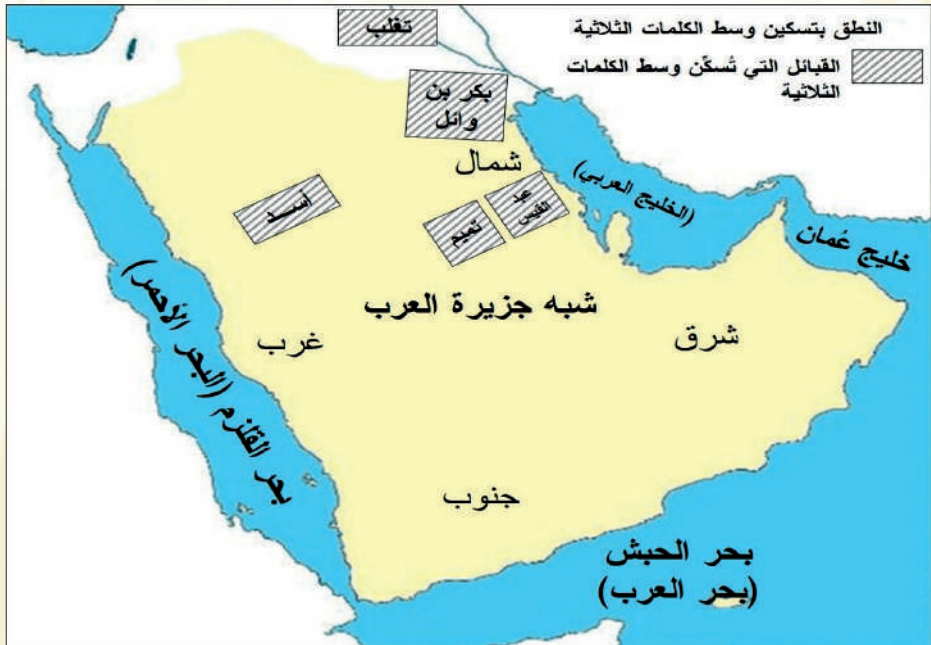 النطق بتسكين وسط الكلمات الثلاثية
القبائل التي تُسكّن وسط الكلمات
الثلاثية
تغلب
بكر بن
وائل
شمال
عبد
القيس
تميم
أســد
(الخليج العربي)
خليج عُمان
شبه جزيرة العرب
شرق
غرب
بحر القلزم (البحر الأحمر)
جنوب
بحر الحبش
(بحر العرب)